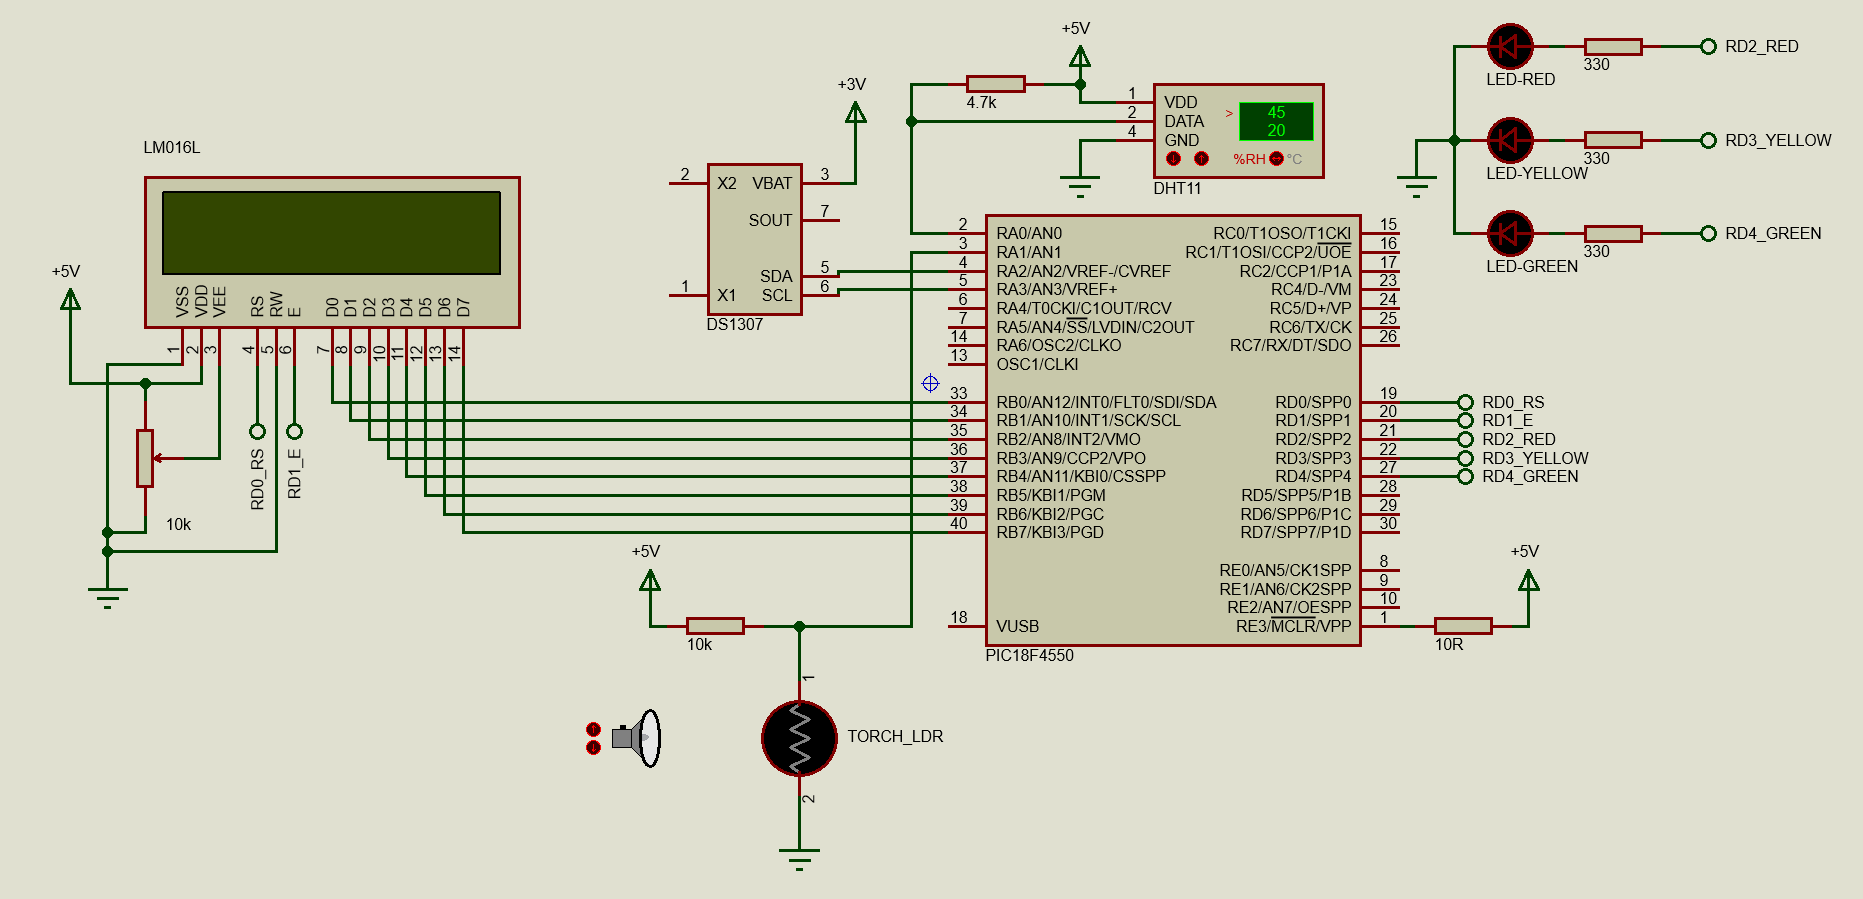 LM016L
VSS
VDD
VEE
RS
RW
E
D0
D1
D2
D3
D4
D5
D6
D7
1
2
3
4
5
6
7
8
9
10
11
12
13
14
+5V
10k
RD0_RS
RD1_E
+3V
2 X2 VBAT 3
SOUT 7
SDA 5
1 X1 SCL 6
DS1307
+5V
4.7k
1 VDD
2 DATA
4 GND
> 45
20
%RH °C
DHT11
LED-RED
330
RD2_RED
LED-YELLOW
330
RD3_YELLOW
LED-GREEN
330
RD4_GREEN
2 RA0/AN0
3 RA1/AN1
4 RA2/AN2/VREF-/CVREF
5 RA3/AN3/VREF+
6 RA4/T0CKI/C1OUT/RCV
7 RA5/AN4/SS/LVDIN/C2OUT
14 RA6/OSC2/CLKO
13 OSC1/CLKI
33 RB0/AN12/INT0/FLT0/SDI/SDA
34 RB1/AN10/INT1/SCK/SCL
35 RB2/AN8/INT2/VMO
36 RB3/AN9/CCP2/VPO
37 RB4/AN11/KBI0/CSSPP
38 RB5/KBI1/PGM
39 RB6/KBI2/PGC
40 RB7/KBI3/PGD
18 VUSB
RC0/T1OSO/T1CKI 15
RC1/T1OSI/CCP2/UOE 16
RC2/CCP1/P1A 17
RC4/D-/VM 23
RC5/D+/VP 24
RC6/TX/CK 25
RC7/RX/DT/SDO 26
RD0/SPP0 19 RD0_RS
RD1/SPP1 20 RD1_E
RD2/SPP2 21 RD2_RED
RD3/SPP3 22 RD3_YELLOW
RD4/SPP4 27 RD4_GREEN
RD5/SPP5/P1B 28
RD6/SPP6/P1C 29
RD7/SPP7/P1D 30
RE0/AN5/CK1SPP 8
RE1/AN6/CK2SPP 9
RE2/AN7/OESPP 10
RE3/MCLR/VPP 1
PIC18F4550
+5V
10R
+5V
10k
1
TORCH_LDR
2